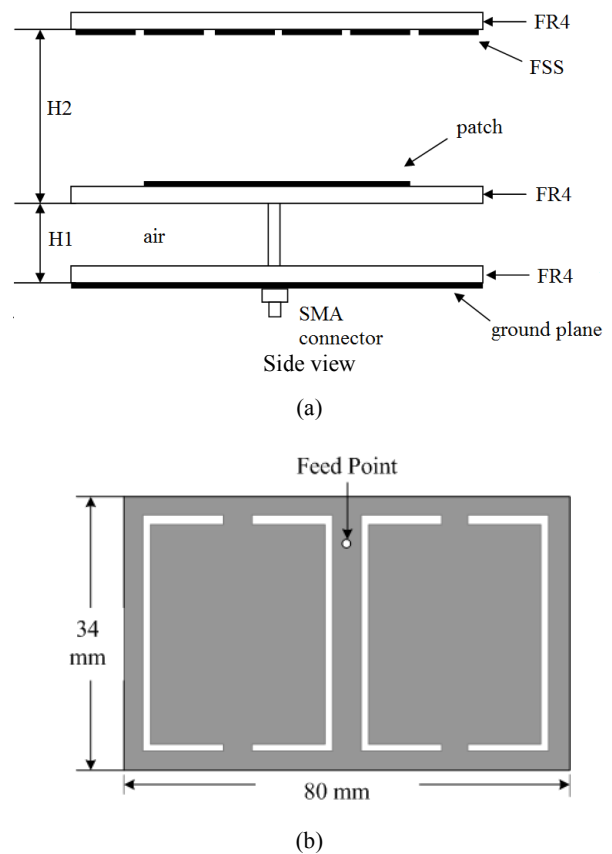 FR4
FSS
H2
patch
FR4
H1
air
FR4
SMA
connector
ground plane
Side view
(a)
Feed Point
34
mm
80 mm
(b)